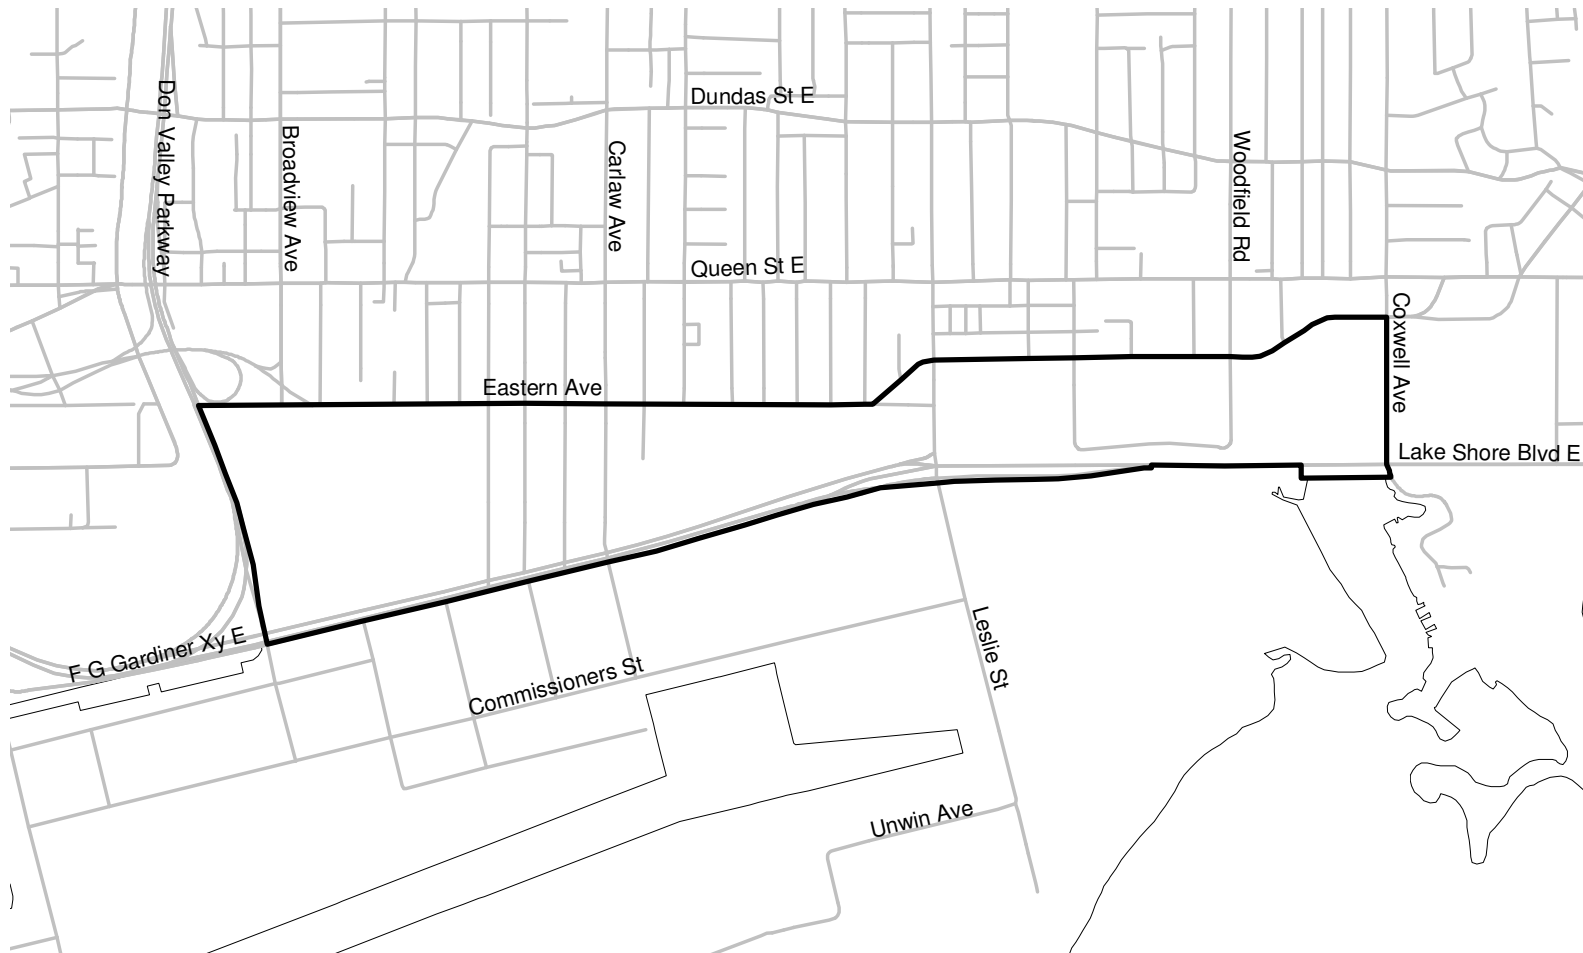 Dundas St E
Don Valley Parkway
Broadview Ave
Carlaw Ave
Woodfield Rd
Queen St E
Coxwell Ave
Eastern Ave
Lake Shore Blvd E
F G Gardiner Xy E
Leslie St
Commissioners St
Unwin Ave